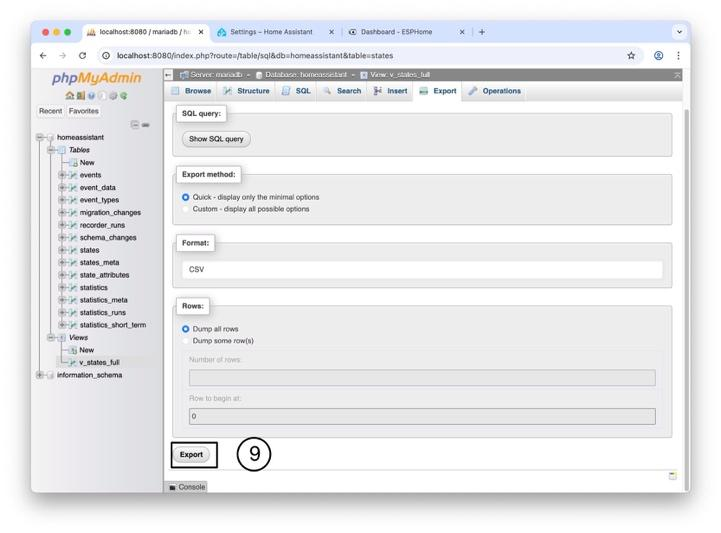 localhost:8080 / mariadb / ho
Settings – Home Assistant
Dashboard - ESPHome
localhost:8080/index.php?route=/table/sql&db=homeassistant&table=states
phpMyAdmin
Server: mariadb » Database: homeassistant » View: v_states_full
Browse Structure SQL Search Insert Export Operations
Recent Favorites
homeassistant
Tables
New
events
event_data
event_types
migration_changes
recorder_runs
schema_changes
states
states_meta
state_attributes
statistics
statistics_meta
statistics_runs
statistics_short_term
Views
New
v_states_full
information_schema
SQL query:
Show SQL query
Export method:
Quick - display only the minimal options
Custom - display all possible options
Format:
CSV
Rows:
Dump all rows
Dump some row(s)
Number of rows:
Row to begin at:
0
Export
9
Console